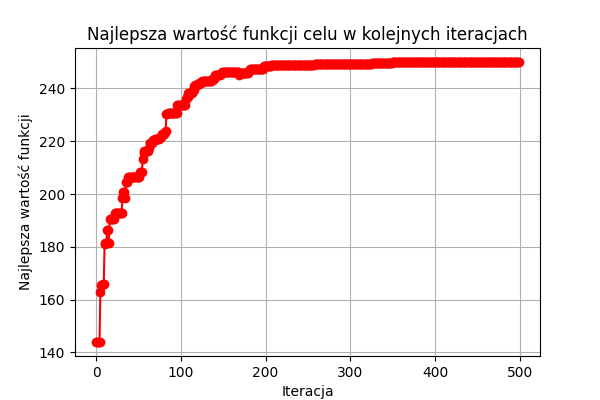 Najlepsza wartość funkcji celu w kolejnych iteracjach
Najlepsza wartość funkcji
240
220
200
180
160
140
0 100 200 300 400 500
Iteracja